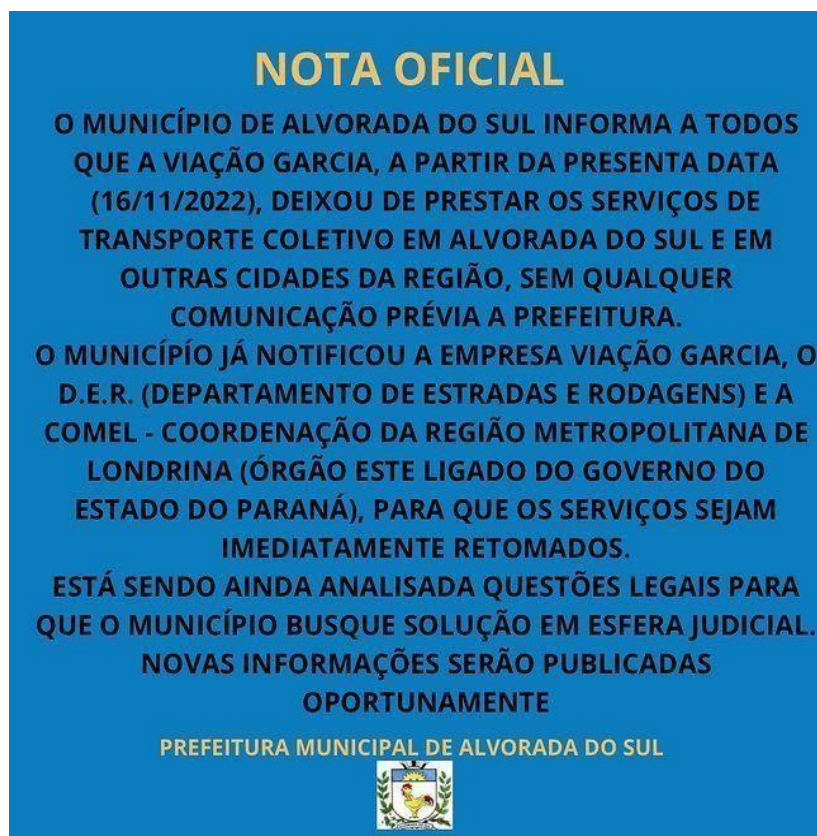 NOTA OFICIAL
O MUNICÍPIO DE ALVORADA DO SUL INFORMA A TODOS
QUE A VIAÇÃO GARCIA, A PARTIR DA PRESENTA DATA
(16/11/2022), DEIXOU DE PRESTAR OS SERVIÇOS DE
TRANSPORTE COLETIVO EM ALVORADA DO SUL E EM
OUTRAS CIDADES DA REGIÃO, SEM QUALQUER
COMUNICAÇÃO PRÉVIA A PREFEITURA.
O MUNICÍPÍO JÁ NOTIFICOU A EMPRESA VIAÇÃO GARCIA, O
D.E.R. (DEPARTAMENTO DE ESTRADAS E RODAGENS) E A
COMEL - COORDENAÇÃO DA REGIÃO METROPOLITANA DE
LONDRINA (ÓRGÃO ESTE LIGADO DO GOVERNO DO
ESTADO DO PARANÁ), PARA QUE OS SERVIÇOS SEJAM
IMEDIATAMENTE RETOMADOS.
ESTÁ SENDO AINDA ANALISADA QUESTÕES LEGAIS PARA
QUE O MUNICÍPIO BUSQUE SOLUÇÃO EM ESFERA JUDICIAL.
NOVAS INFORMAÇÕES SERÃO PUBLICADAS
OPORTUNAMENTE
PREFEITURA MUNICIPAL DE ALVORADA DO SUL